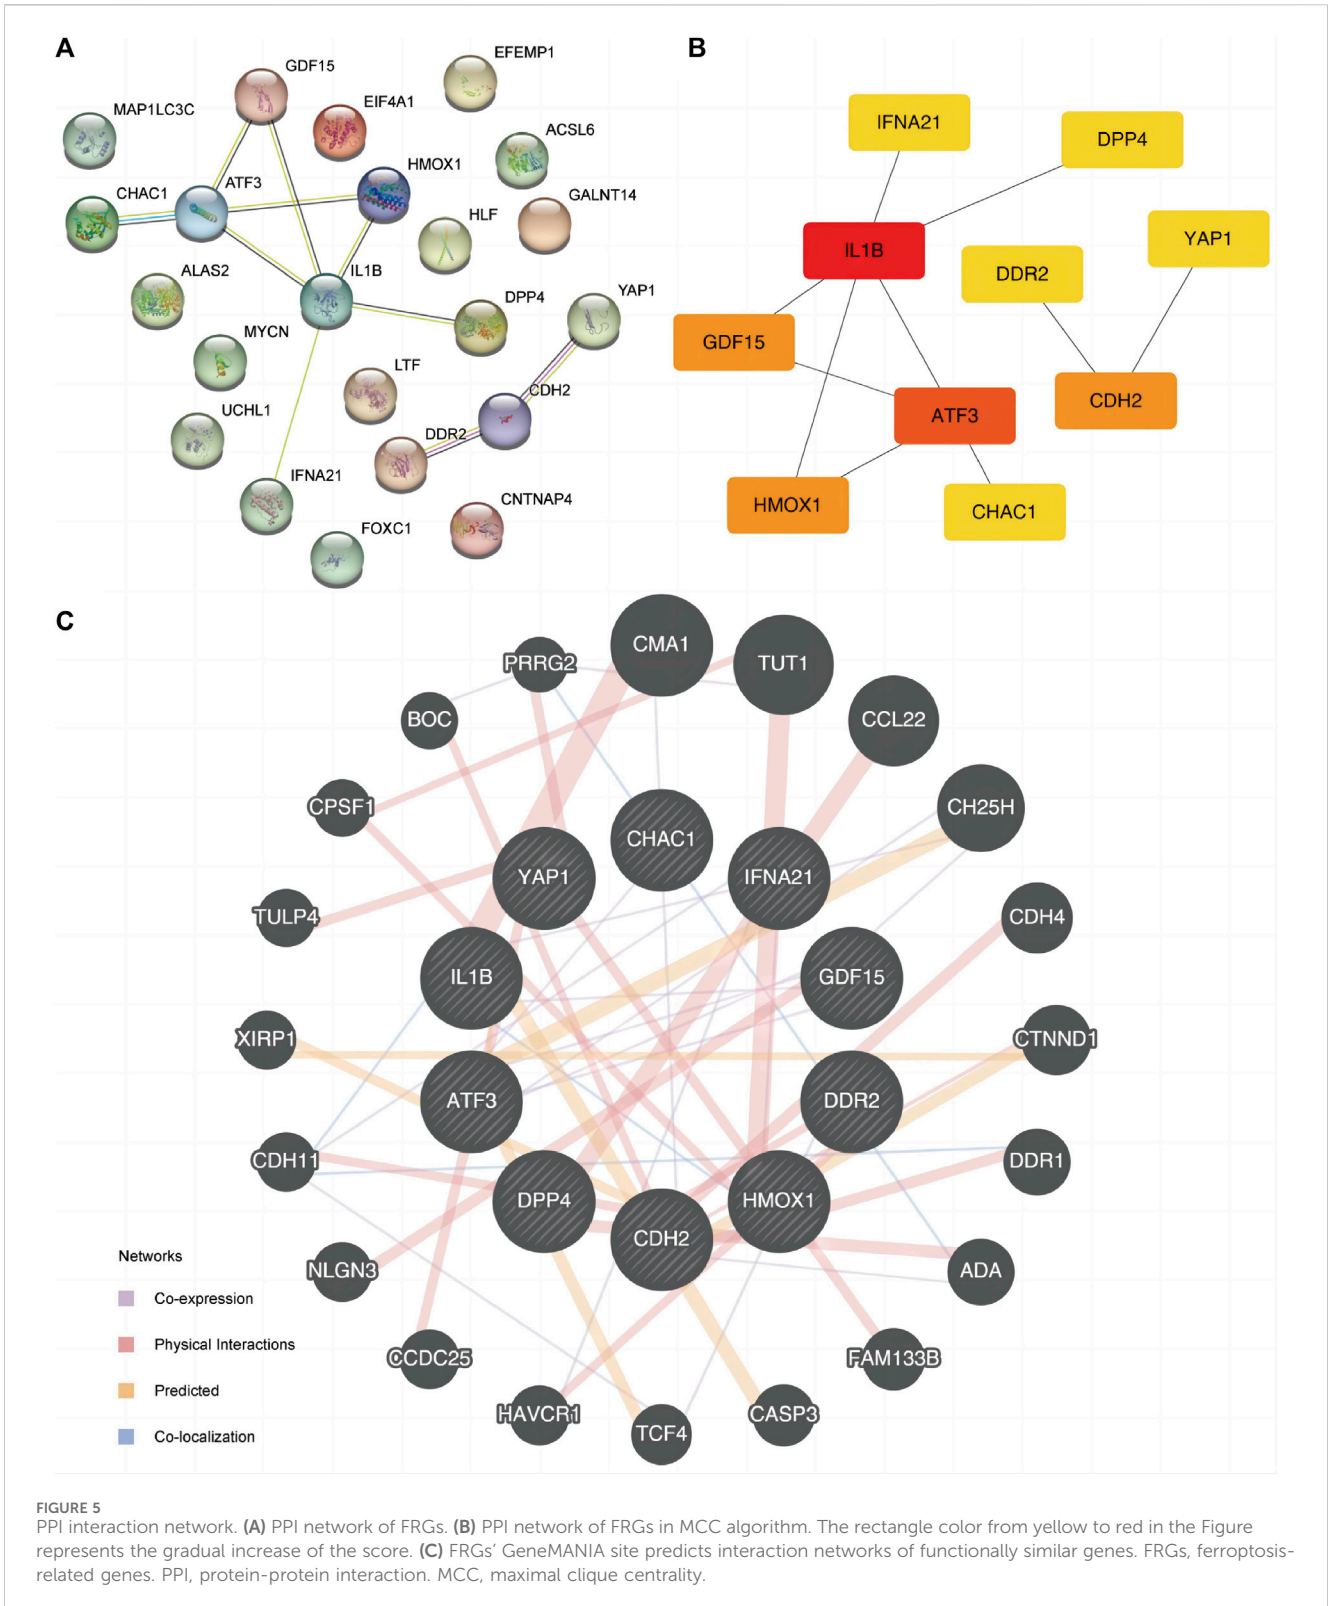 A
GDF15
EFEMP1
MAP1LC3C
EIF4A1
ACSL6
CHAC1
ATF3
HMOX1
GALNT14
HLF
ALAS2
IL1B
DPP4
YAP1
MYCN
LTF
CDH2
UCHL1
DDR2
IFNA21
CNTNAP4
FOXC1
B
IFNA21
DPP4
IL1B
YAP1
DDR2
GDF15
ATF3
CDH2
HMOX1
CHAC1
C
CMA1
PRRG2
TUT1
BOC
CCL22
CPSF1
CH25H
CHAC1
YAP1
IFNA21
TULP4
CDH4
IL1B
GDF15
XIRP1
CTNND1
ATF3
DDR2
CDH11
DDR1
DPP4
HMOX1
CDH2
NLGN3
ADA
CCDC25
FAM133B
HAVCR1
CASP3
TCF4
Networks
Co-expression
Physical Interactions
Predicted
Co-localization
FIGURE 5
PPI interaction network. (A) PPI network of FRGs. (B) PPI network of FRGs in MCC algorithm. The rectangle color from yellow to red in the Figure
represents the gradual increase of the score. (C) FRGs’ GeneMANIA site predicts interaction networks of functionally similar genes. FRGs, ferroptosis-
related genes. PPI, protein-protein interaction. MCC, maximal clique centrality.